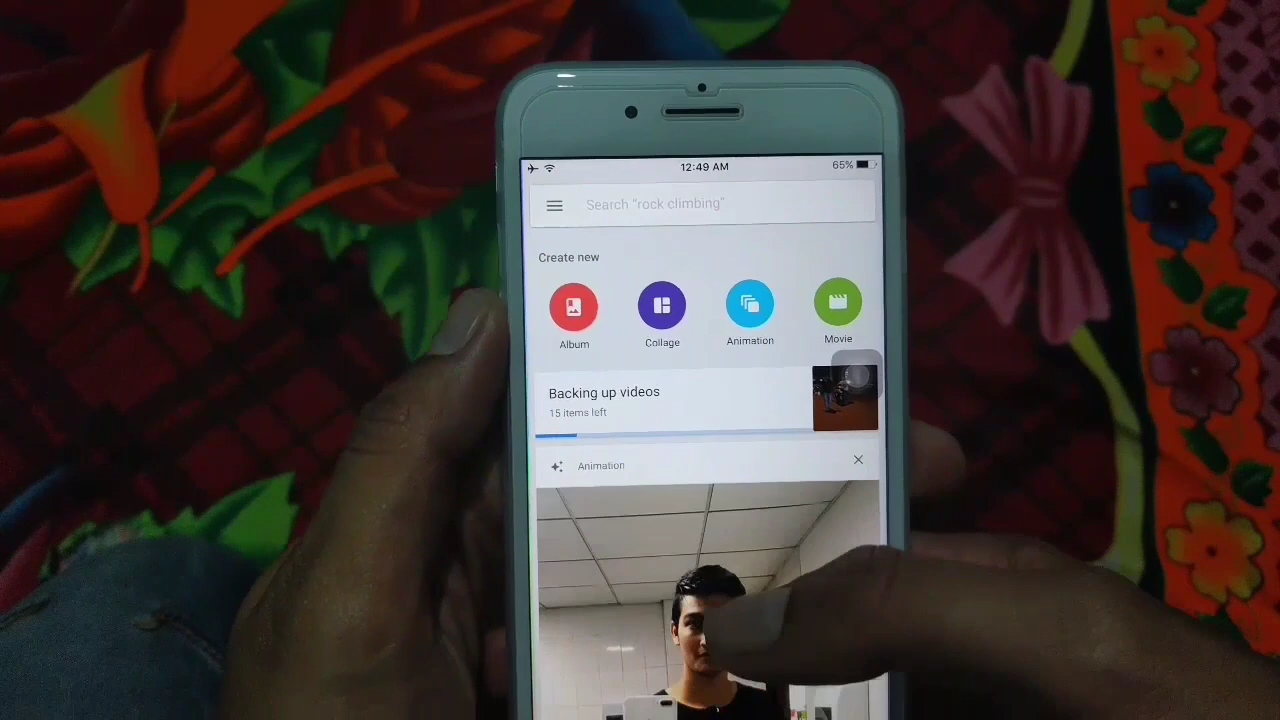 12:49 AM
65%
Search "rock climbing"
Create new
Album
Collage
Animation
Movie
Backing up videos
15 items left
Animation